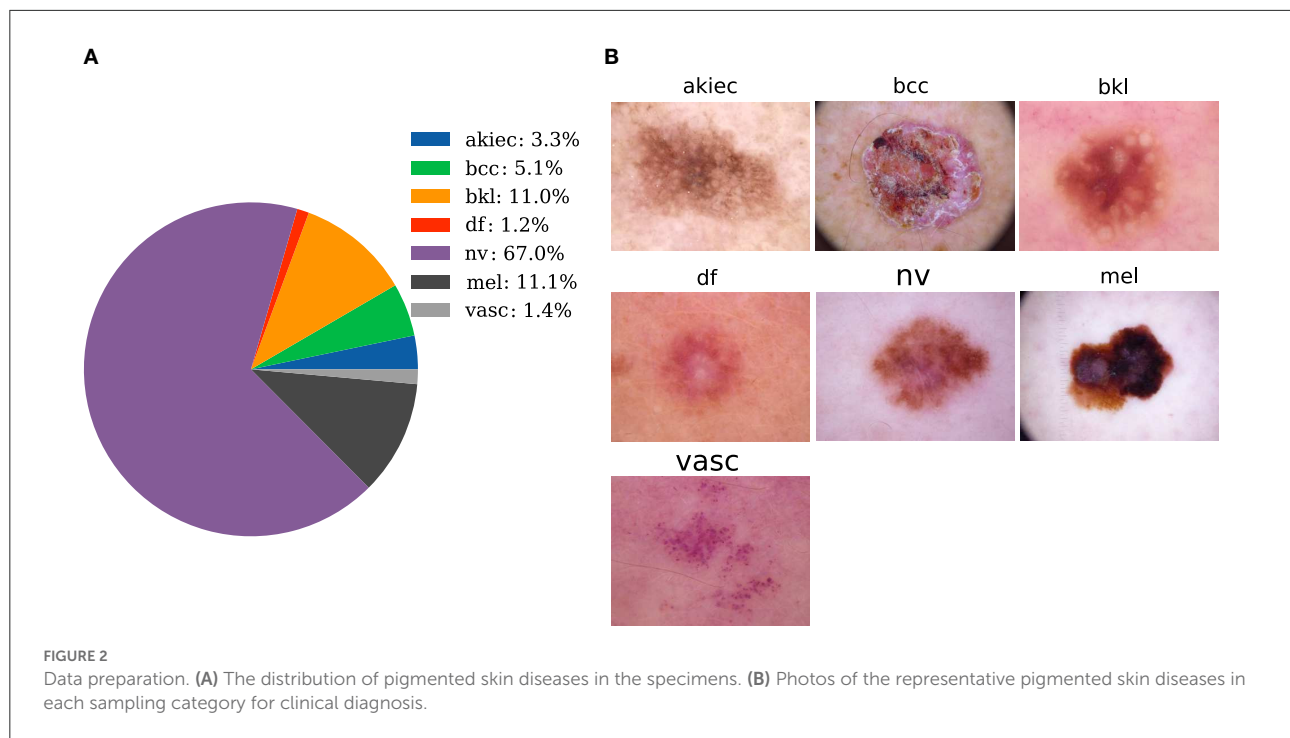 A
akiec: 3.3%
bcc: 5.1%
bkl: 11.0%
df: 1.2%
nv: 67.0%
mel: 11.1%
vasc: 1.4%
B
akiec
bcc
bkl
df
nv
mel
vasc
FIGURE 2
Data preparation. (A) The distribution of pigmented skin diseases in the specimens. (B) Photos of the representative pigmented skin diseases in
each sampling category for clinical diagnosis.